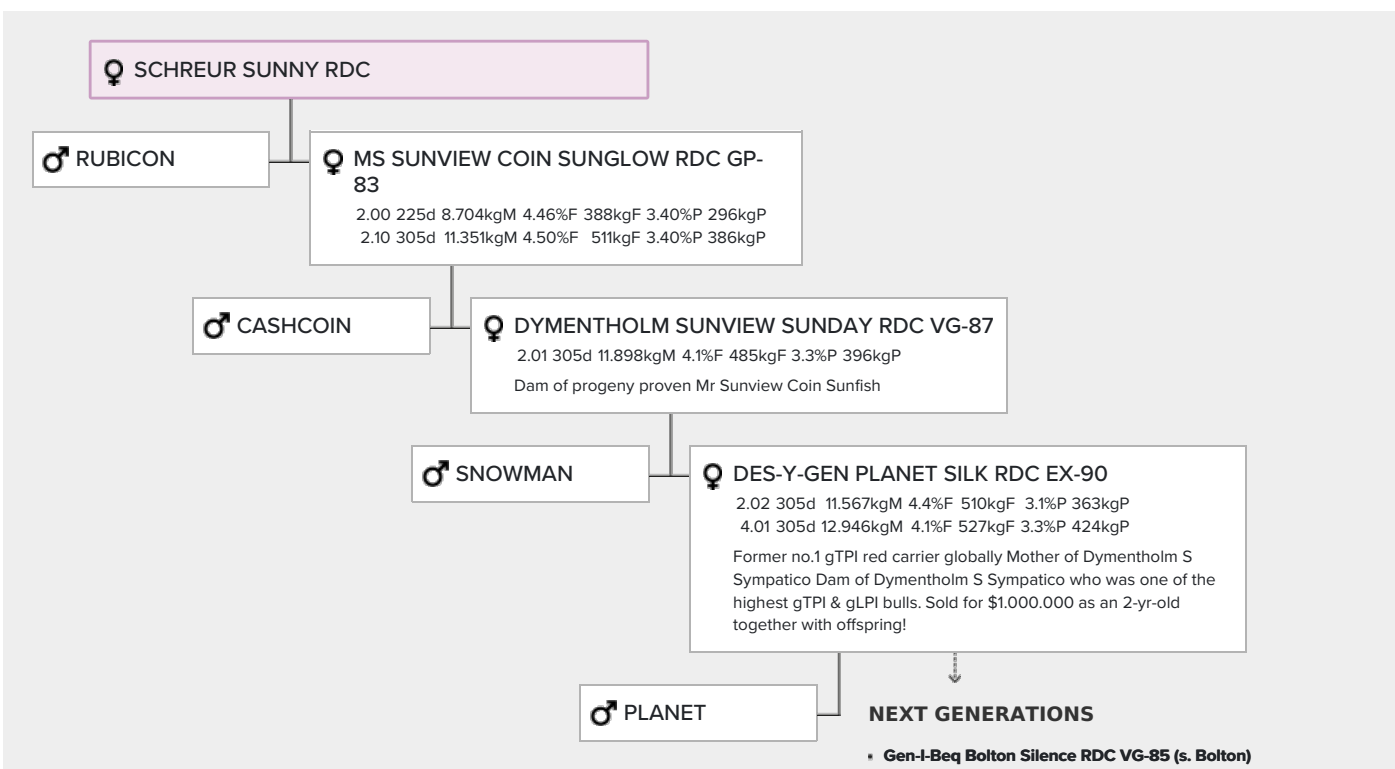 SCHREUR SUNNY RDC
RUBICON
MS SUNVIEW COIN SUNGLOW RDC GP-
83
2.00 225d 8.704kgM 4.46%F 388kgF 3.40%P 296kgP
2.10 305d 11.351kgM 4.50%F 511kgF 3.40%P 386kgP
CASHCOIN
DYMENTHOLM SUNVIEW SUNDAY RDC VG-87
2.01 305d 11.898kgM 4.1%F 485kgF 3.3%P 396kgP
Dam of progeny proven Mr Sunview Coin Sunfish
SNOWMAN
DES-Y-GEN PLANET SILK RDC EX-90
2.02 305d 11.567kgM 4.4%F 510kgF 3.1%P 363kgP
4.01 305d 12.946kgM 4.1%F 527kgF 3.3%P 424kgP
Former no.1 gTPI red carrier globally Mother of Dymentholm S
Sympatico Dam of Dymentholm S Sympatico who was one of the
highest gTPI & gLPI bulls. Sold for $1.000.000 as an 2-yr-old
together with offspring!
PLANET
NEXT GENERATIONS
▪ Gen-I-Beq Bolton Silence RDC VG-85 (s. Bolton)